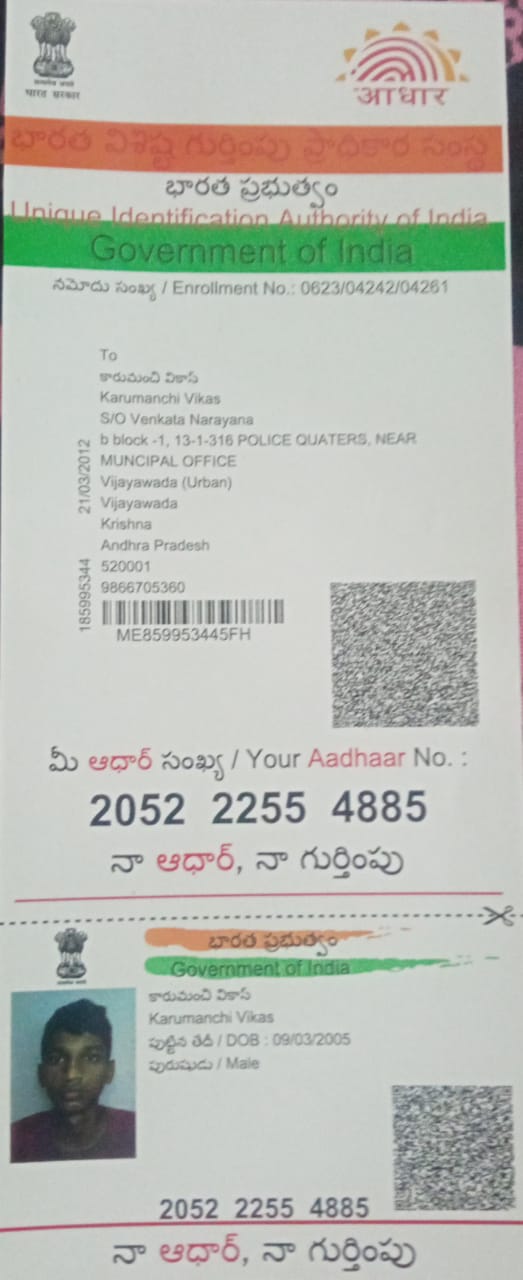 भारत सरकार
आधार
భారత విశిష్ట గుర్తింపు ప్రాధికార సంస్థ
భారత ప్రభుత్వం
Unique Identification Authority of India
Government of India
నమోదు సంఖ్య / Enrollment No.: 0623/04242/04261
To
కారుమంచి వికాస్
Karumanchi Vikas
S/O Venkata Narayana
b block -1, 13-1-316 POLICE QUATERS, NEAR
MUNCIPAL OFFICE
Vijayawada (Urban)
Vijayawada
Krishna
Andhra Pradesh
520001
9866705360
21/03/2012
185995344
ME859953445FH
మీ ఆధార్ సంఖ్య / Your Aadhaar No. :
2052 2255 4885
నా ఆధార్, నా గుర్తింపు
భారత ప్రభుత్వం
Government of India
కారుమంచి వికాస్
Karumanchi Vikas
పుట్టిన తేదీ / DOB : 09/03/2005
పురుషుడు / Male
2052 2255 4885
నా ఆధార్, నా గుర్తింపు